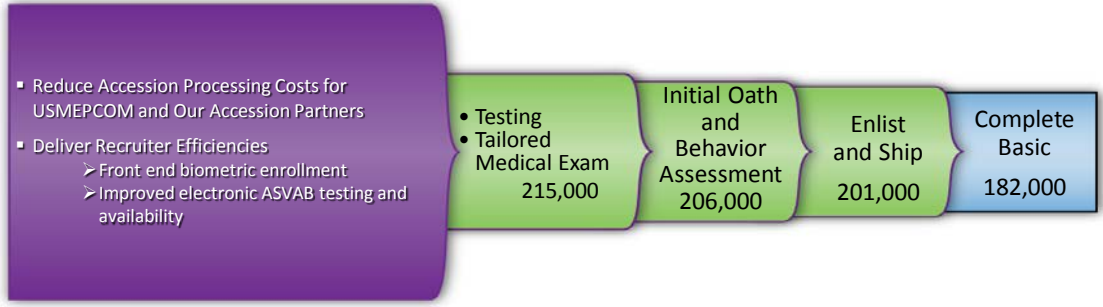 ▪ Reduce Accession Processing Costs for
USMEPCOM and Our Accession Partners
▪ Deliver Recruiter Efficiencies
➢Front end biometric enrollment
➢Improved electronic ASVAB testing and
availability
• Testing
• Tailored
Medical Exam
215,000
Initial Oath
and
Behavior
Assessment
206,000
Enlist
and Ship
201,000
Complete
Basic
182,000